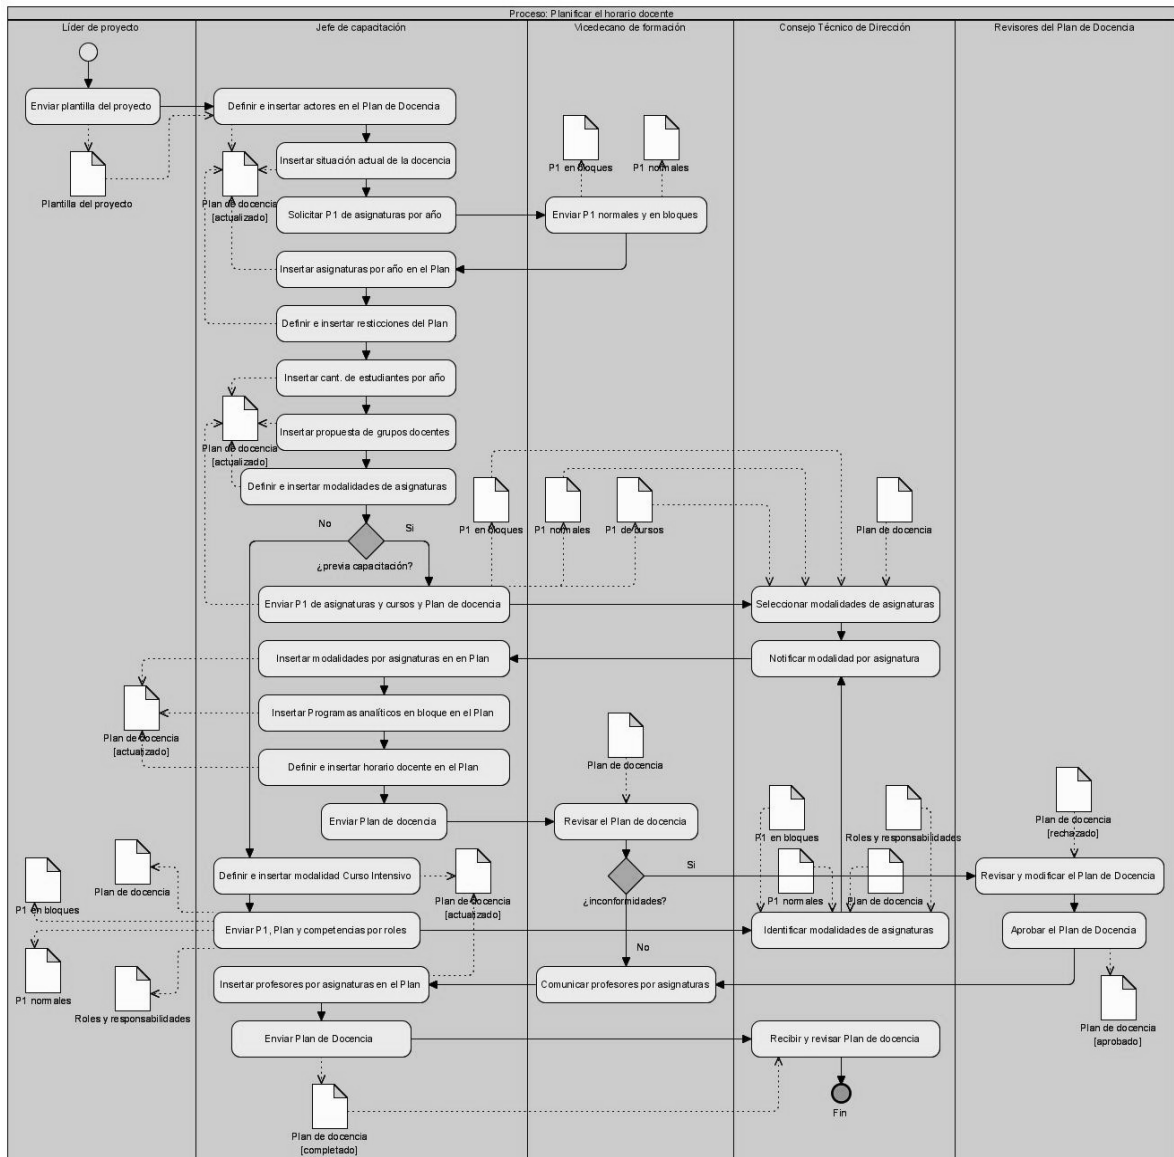 Proceso: Planificar el horario docente
Líder de proyecto
Jefe de capacitación
Vicedecano de formación
Consejo Técnico de Dirección
Revisores del Plan de Docencia
Enviar plantilla del proyecto
Definir e insertar actores en el Plan de Docencia
Insertar situación actual de la docencia
P1 en bloques
P1 normales
Plantilla del proyecto
Plan de docencia
[actualizado]
Solicitar P1 de asignaturas por año
Enviar P1 normales y en bloques
Insertar asignaturas por año en el Plan
Definir e insertar resticciones del Plan
Insertar cant. de estudiantes por año
Insertar propuesta de grupos docentes
Plan de docencia
[actualizado]
Definir e insertar modalidades de asignaturas
No
Si
P1 en bloques
P1 normales
P1 de cursos
Plan de docencia
¿previa capacitación?
Enviar P1 de asignaturas y cursos y Plan de docencia
Seleccionar modalidades de asignaturas
Insertar modalidades por asignaturas en en Plan
Notificar modalidad por asignatura
Insertar Programas analíticos en bloque en el Plan
Plan de docencia
[actualizado]
Definir e insertar horario docente en el Plan
Plan de docencia
Enviar Plan de docencia
Revisar el Plan de docencia
P1 en bloques
Roles y responsabilidades
Plan de docencia
[rechazado]
Si
Definir e insertar modalidad Curso Intensivo
Revisar y modificar el Plan de Docencia
Plan de docencia
P1 en bloques
Plan de docencia
[actualizado]
¿inconformidades?
P1 normales
Plan de docencia
Enviar P1, Plan y competencias por roles
Identificar modalidades de asignaturas
Aprobar el Plan de Docencia
No
P1 normales
Roles y responsabilidades
Insertar profesores por asignaturas en el Plan
Comunicar profesores por asignaturas
Plan de docencia
[aprobado]
Enviar Plan de Docencia
Recibir y revisar Plan de docencia
Fin
Plan de docencia
[completado]